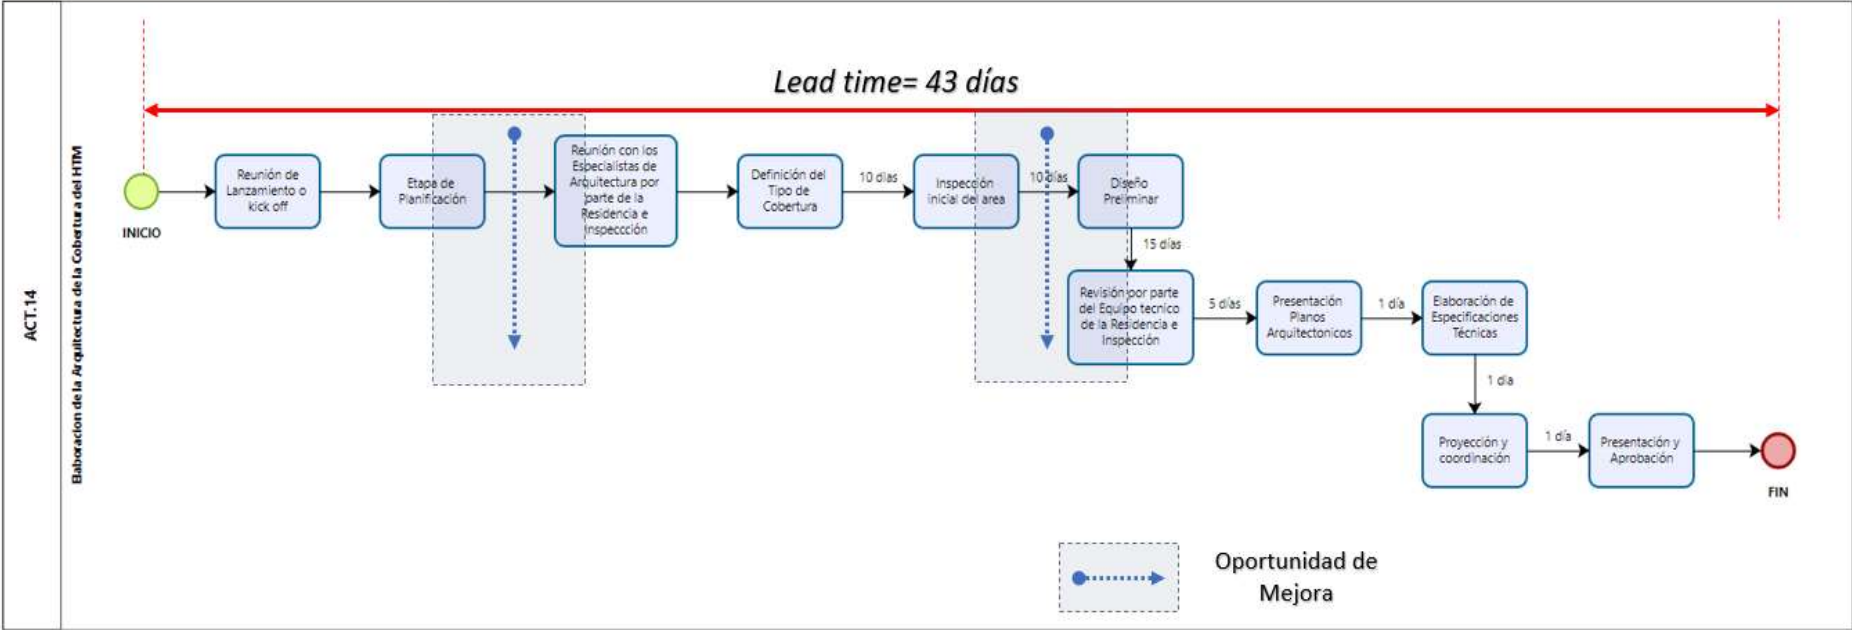 Lead time= 43 días
ACT.14
Elaboracion de la Arquitectura de la Cobertura del HTM
INICIO
Reunión de
Lanzamiento o
kick off
Etapa de
Planificación
Reunión con los
Especialistas de
Arquitectura por
parte de la
Residencia e
Inspeccción
Definición del
Tipo de
Cobertura
10 días
Inspección
inicial del area
10 días
Diseño
Preliminar
15 días
Revisión por parte
del Equipo tecnico
de la Residencia e
Inspección
5 días
Presentación
Planos
Arquitectonicos
1 día
Elaboración de
Especificaciones
Técnicas
1 día
Proyección y
coordinación
1 día
Presentación y
Aprobación
FIN
Oportunidad de
Mejora